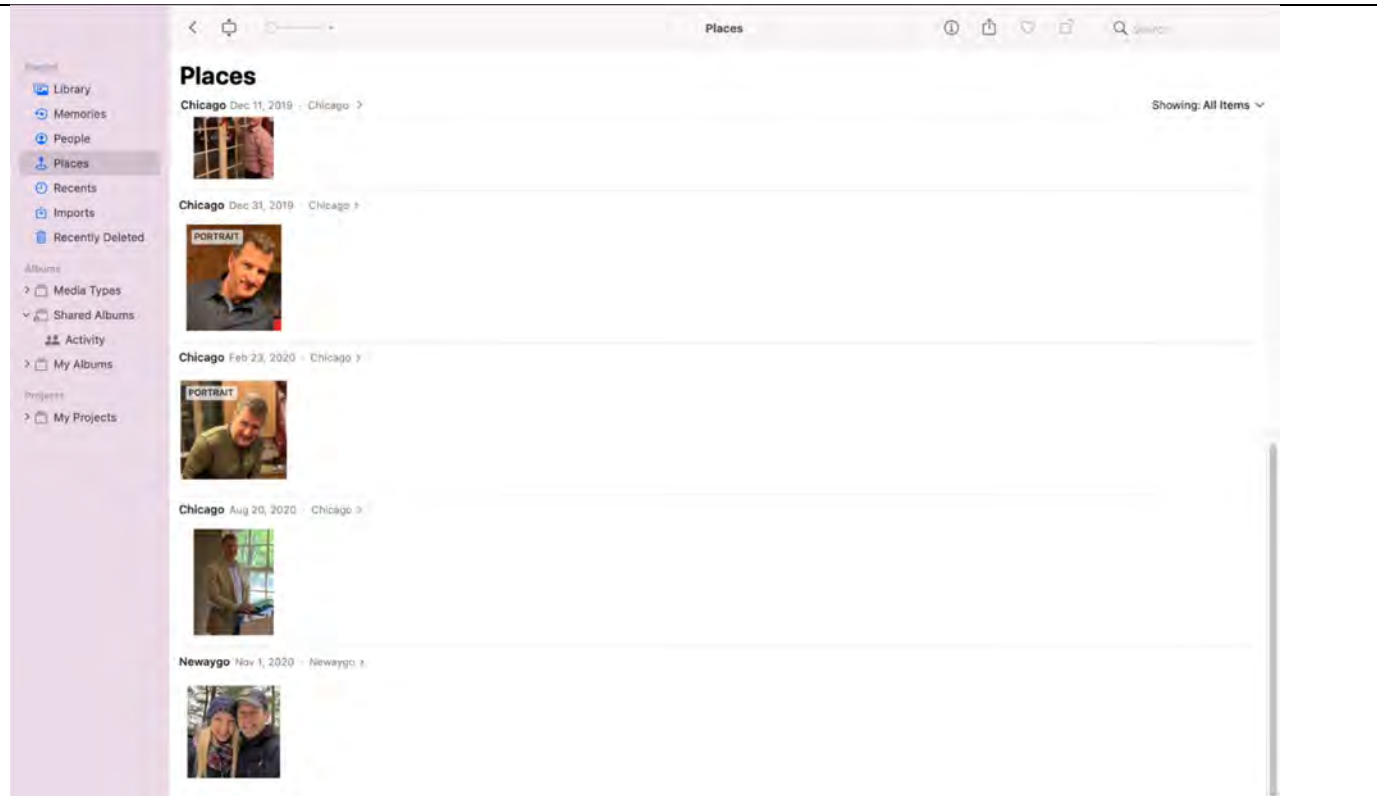 Places
Search
Photos
Library
Memories
People
Places
Recents
Imports
Recently Deleted
Albums
Media Types
Shared Albums
Activity
My Albums
Projects
My Projects
Places
Chicago Dec 11, 2019 · Chicago >
Showing: All Items
Chicago Dec 31, 2019 · Chicago >
PORTRAIT
Chicago Feb 23, 2020 · Chicago >
PORTRAIT
Chicago Aug 20, 2020 · Chicago >
Newaygo Nov 1, 2020 · Newaygo >